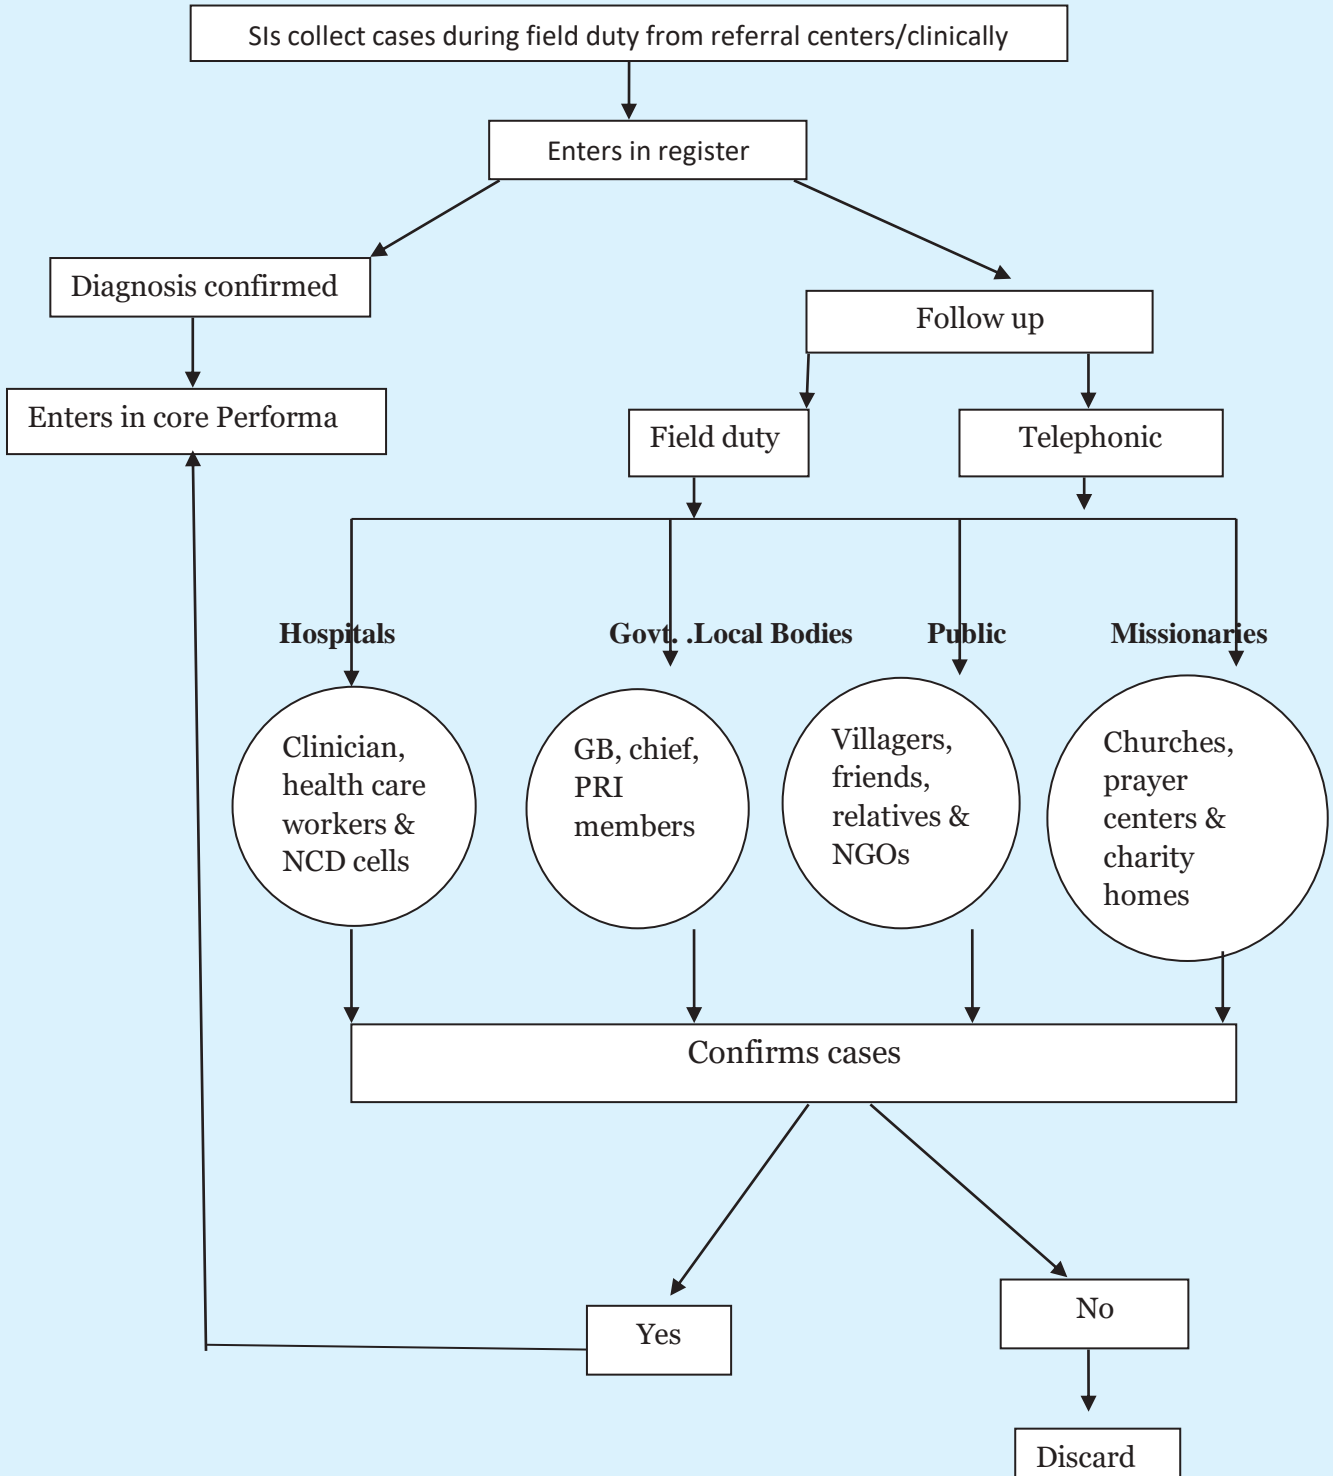 SIs collect cases during field duty from referral centers/clinically
Enters in register
Diagnosis confirmed
Follow up
Enters in core Performa
Field duty
Telephonic
Hospitals
Govt. .Local Bodies
Public
Missionaries
Clinician,
health care
workers &
NCD cells
GB, chief,
PRI
members
Villagers,
friends,
relatives &
NGOs
Churches,
prayer
centers &
charity
homes
Confirms cases
Yes
No
Discard